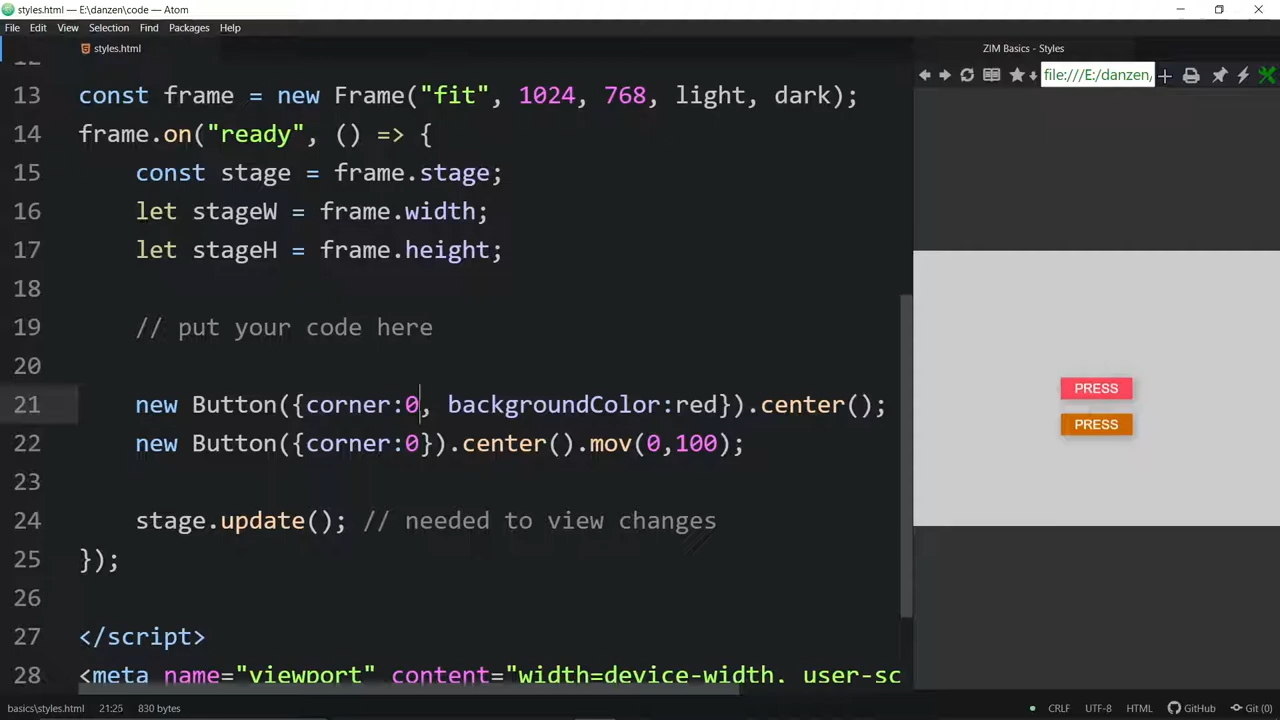 styles.html — E:\danzen\code — Atom
File Edit View Selection Find Packages Help
styles.html
ZIM Basics - Styles
file:///E:/danzen/
12
13 const frame = new Frame("fit", 1024, 768, light, dark);
14 frame.on("ready", () => {
15 const stage = frame.stage;
16 let stageW = frame.width;
17 let stageH = frame.height;
18
19 // put your code here
20
21 new Button({corner:0, backgroundColor:red}).center();
22 new Button({corner:0}).center().mov(0,100);
23
24 stage.update(); // needed to view changes
25 });
26
27 </script>
28 <meta name="viewport" content="width=device-width, user-sc
PRESS
PRESS
basics\styles.html 21:25 830 bytes
CRLF UTF-8 HTML GitHub Git (0)